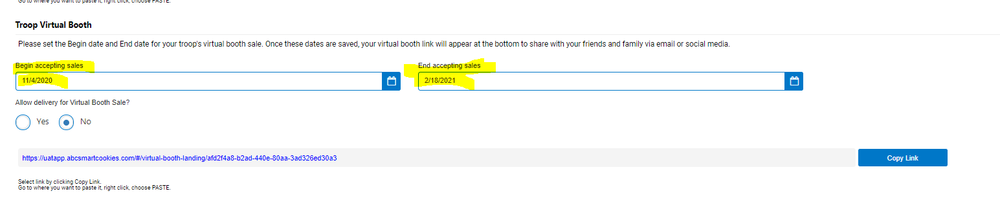 Go to where you want to paste it, right click, choose PASTE.
Troop Virtual Booth
Please set the Begin date and End date for your troop's virtual booth sale. Once these dates are saved, your virtual booth link will appear at the bottom to share with your friends and family via email or social media.
Begin accepting sales
End accepting sales
11/4/2020
2/18/2021
Allow delivery for Virtual Booth Sale?
Yes No
https://uatapp.abcsmartcookies.com/#/virtual-booth-landing/afd2f4a8-b2ad-440e-80aa-3ad326ed30a3
Copy Link
Select link by clicking Copy Link.
Go to where you want to paste it, right click, choose PASTE.